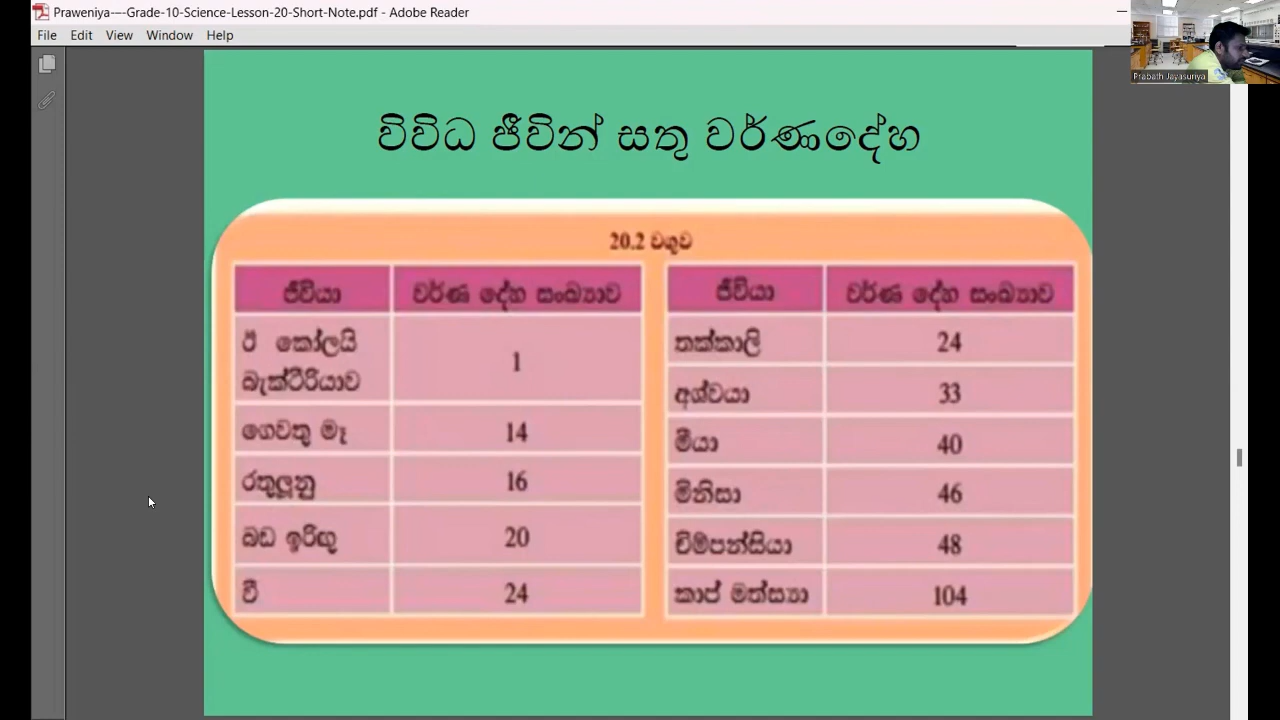 Praweniya-–-Grade-10-Science-Lesson-20-Short-Note.pdf - Adobe Reader
File Edit View Window Help
Prabath Jayasuriya
විවිධ ජීවීන් සතු වර්ණදේහ
20.2 වගුව
ජීවියා වර්ණ දේහ සංඛ්‍යාව
ඊ කෝලයි
බැක්ටීරියාව 1
ගෙවතු මෑ 14
රතුලූනු 16
බඩ ඉරිඟු 20
වී 24
ජීවියා වර්ණ දේහ සංඛ්‍යාව
තක්කාලි 24
අශ්වයා 33
මීයා 40
මිනිසා 46
චිම්පන්සියා 48
කාප් මත්ස්‍යා 104